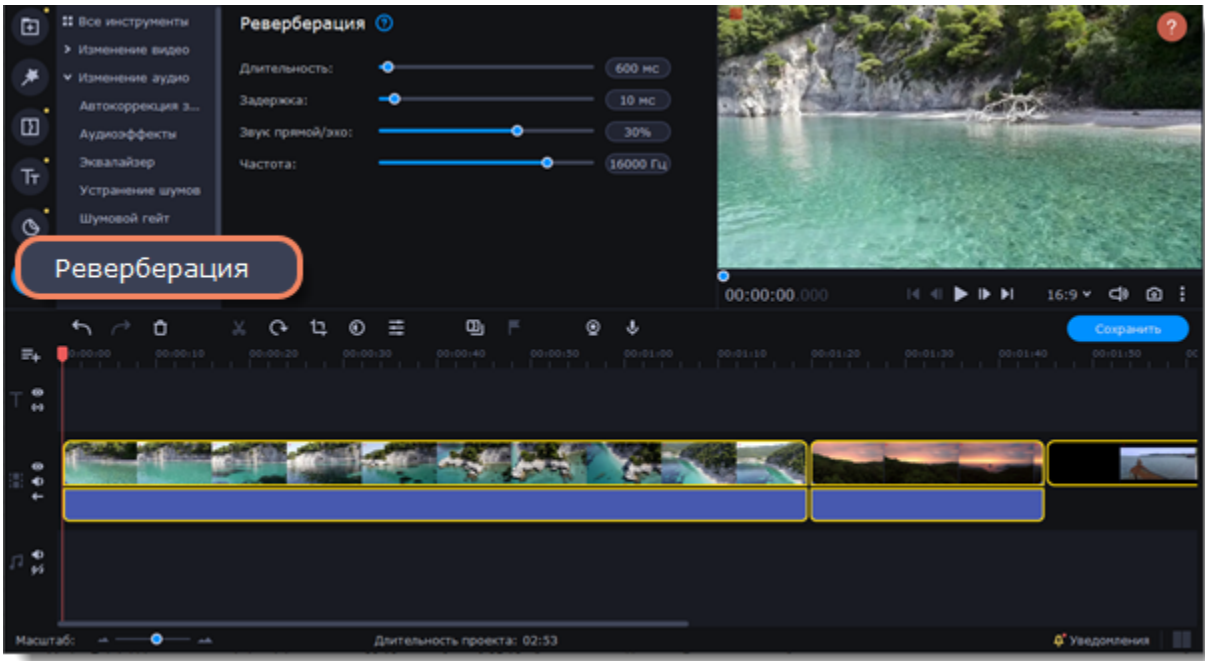 Все инструменты
Изменение видео
Изменение аудио
Автокоррекция з...
Аудиоэффекты
Эквалайзер
Устранение шумов
Шумовой гейт
Реверберация
Реверберация ?
Длительность: 600 мс
Задержка: 10 мс
Звук прямой/эхо: 30%
Частота: 16000 Гц
?
00:00:00.000
16:9
Сохранить
00:00:00 00:00:10 00:00:20 00:00:30 00:00:40 00:00:50 00:01:00 00:01:10 00:01:20 00:01:30 00:01:40 00:01:50 00
Масштаб:
Длительность проекта: 02:53
Уведомления